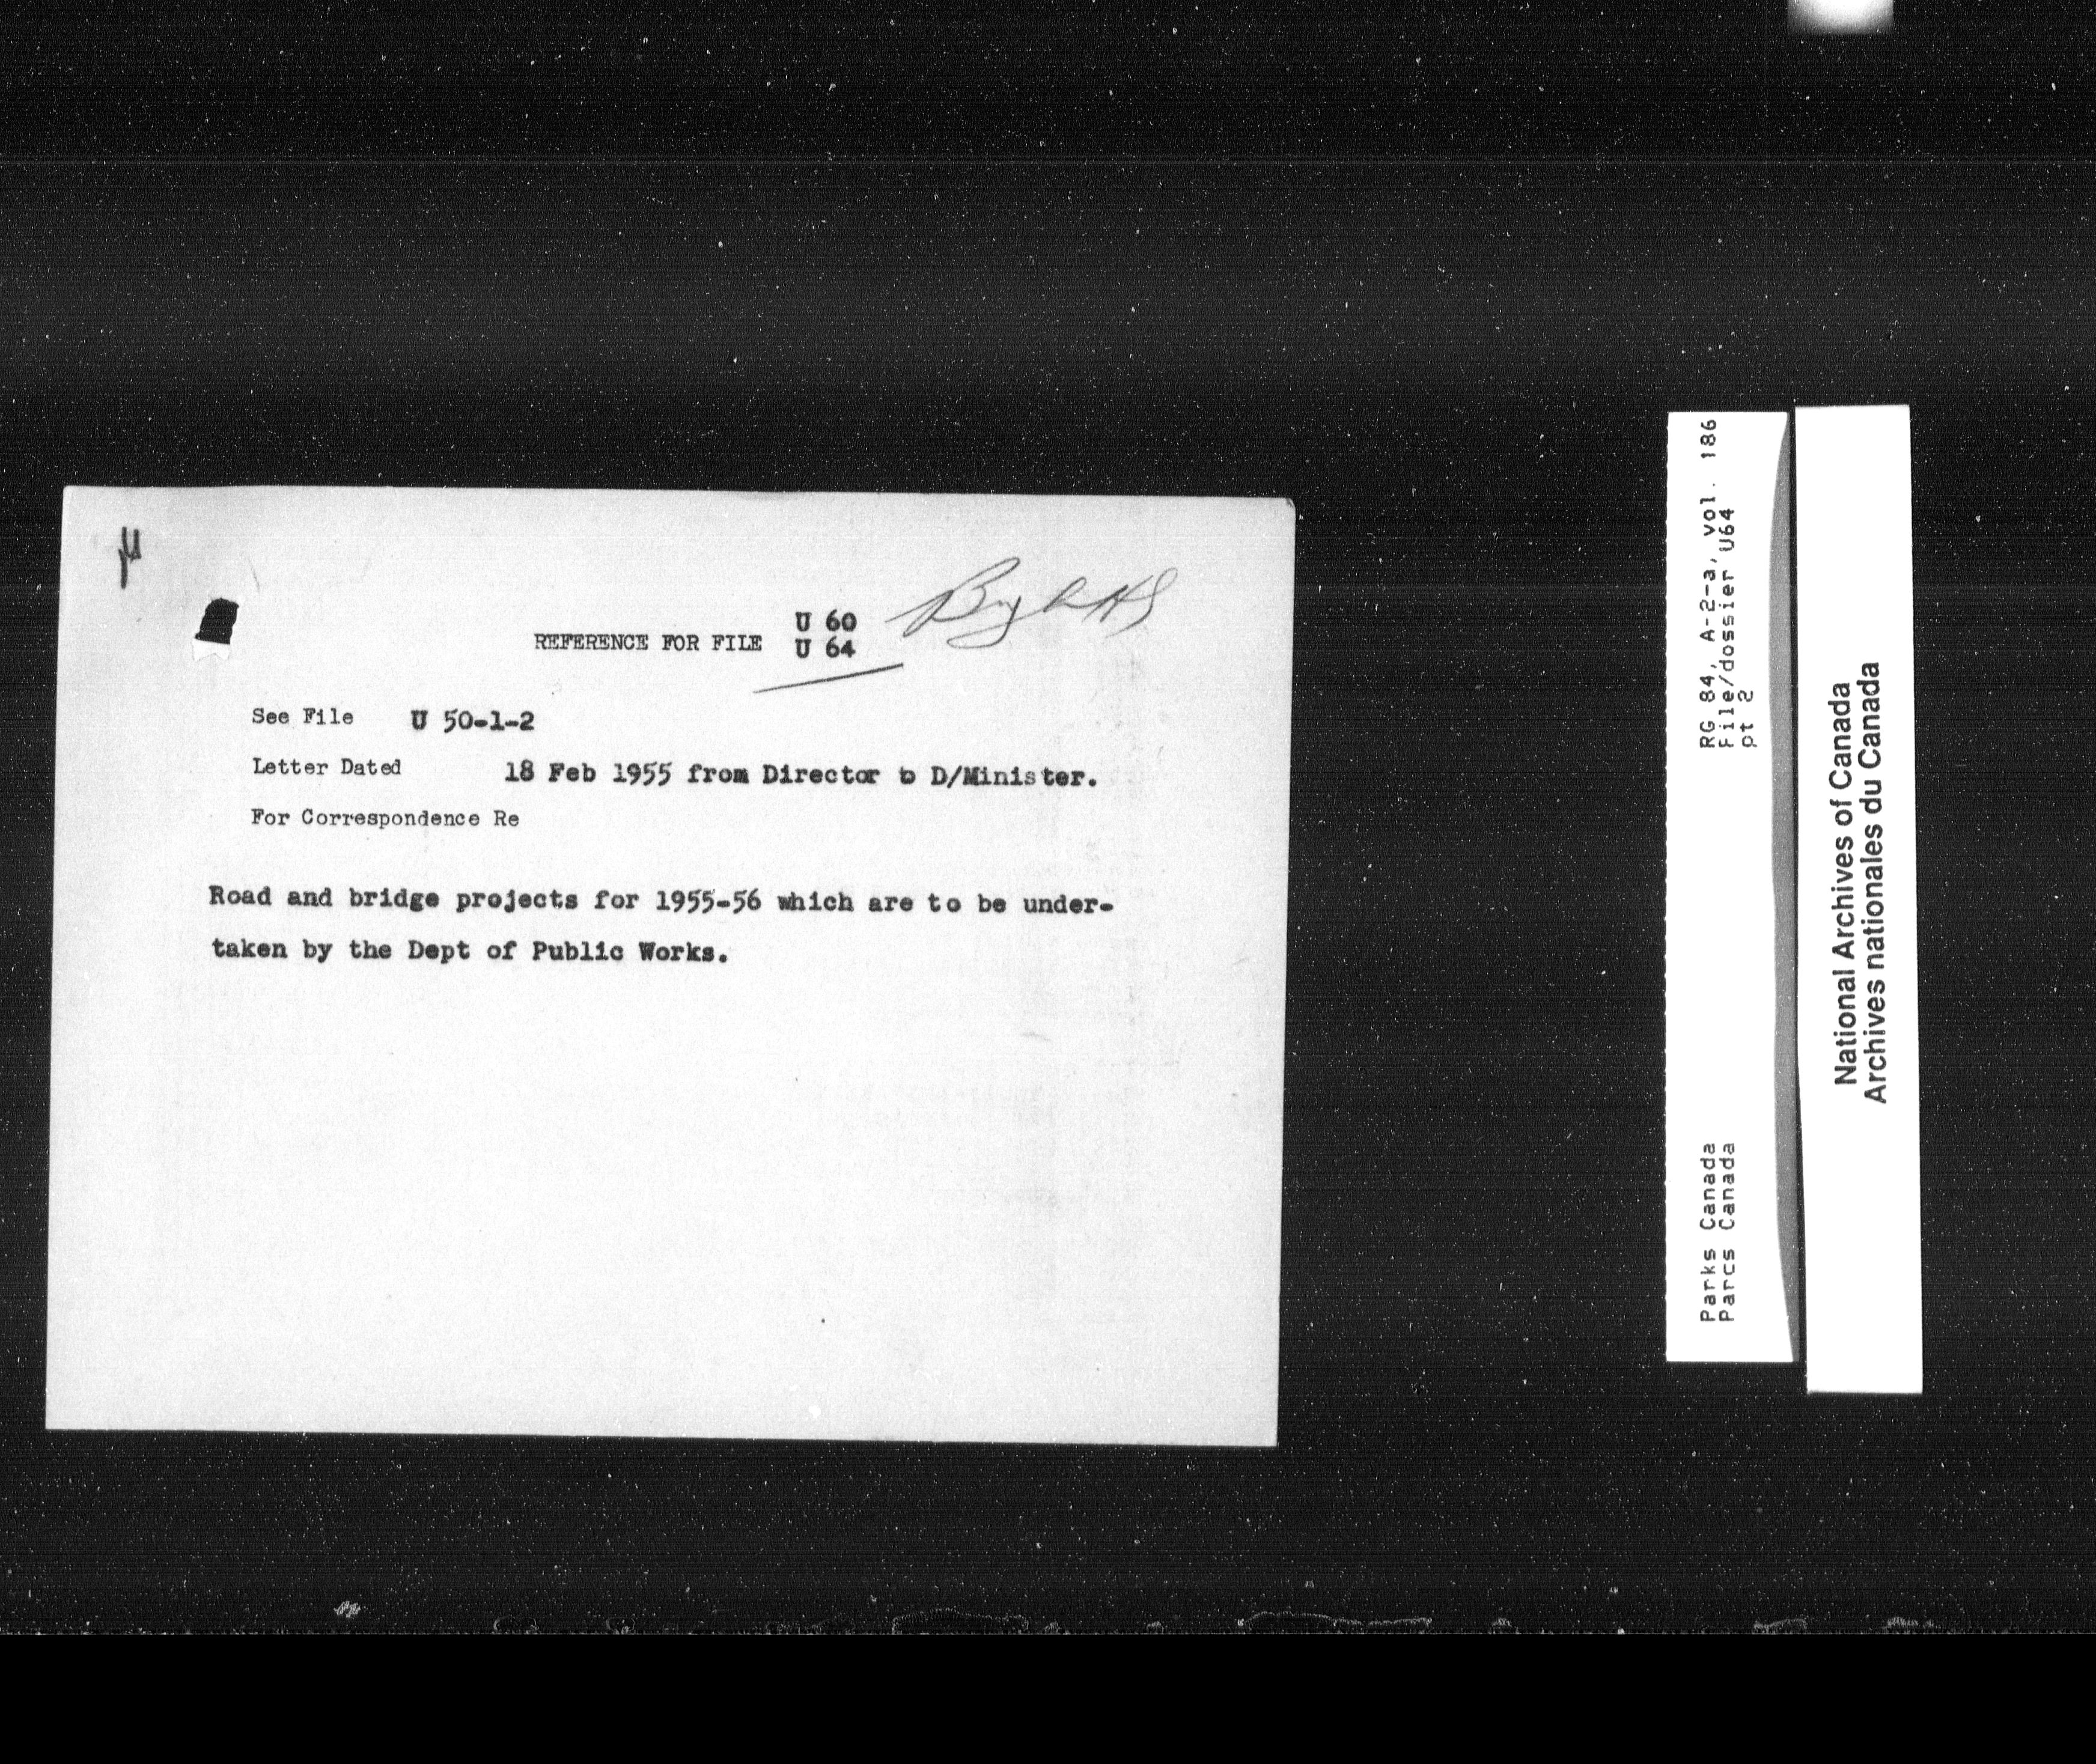 U 60
REFERENCE FOR FILE U 64
See File U 50-1-2
Letter Dated 18 Feb 1955 from Director to D/Minister.
For Correspondence Re
Road and bridge projects for 1955-56 which are to be under-
taken by the Dept of Public Works.
RG 84, A-2-a, vol. 186
File/dossier U64
pt 2
Parks Canada
Parcs Canada
National Archives of Canada
Archives nationales du Canada